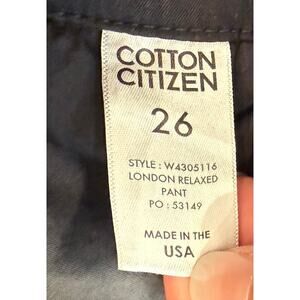 COTTON
CITIZEN
26
STYLE : W4305116
LONDON RELAXED
PANT
PO : 53149
MADE IN THE
USA